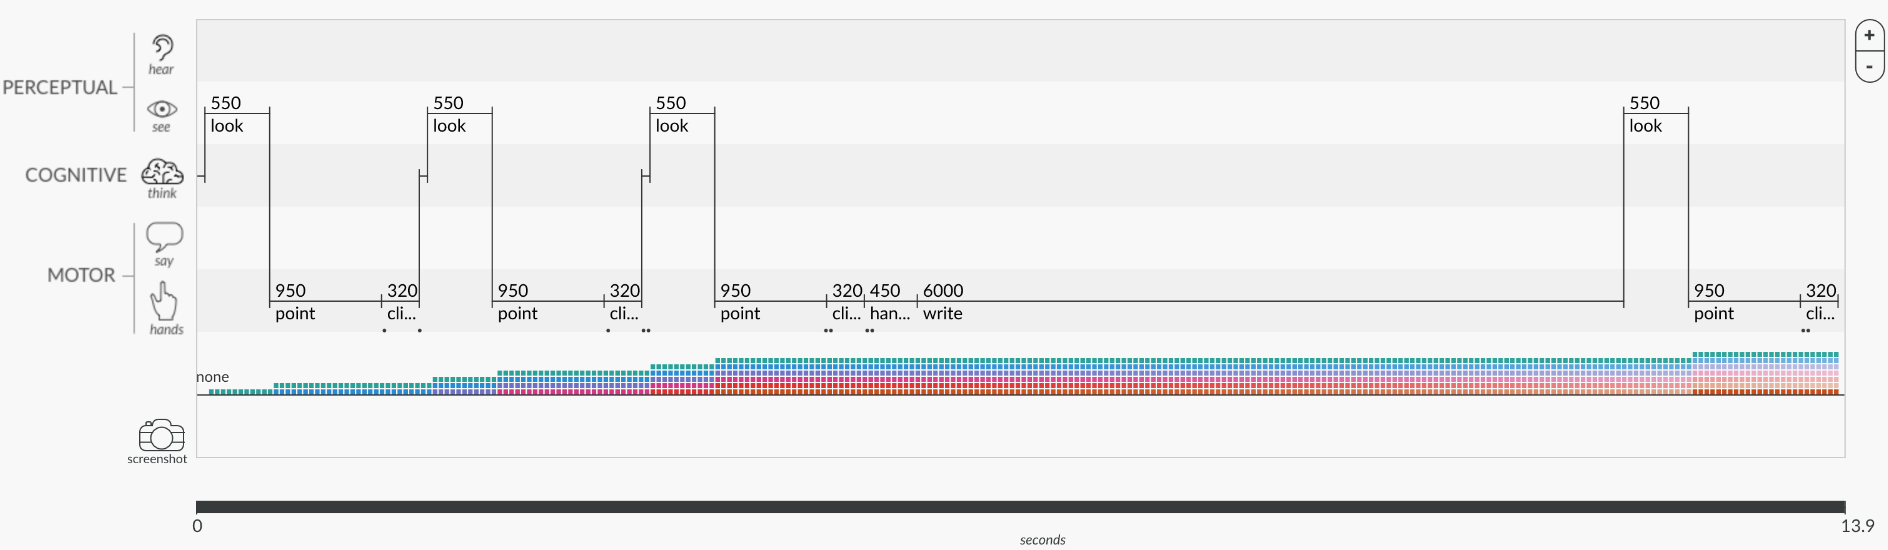 hear
PERCEPTUAL
see
COGNITIVE
think
MOTOR
say
hands
550 550 550 550
look look look look
950 320 950 320 950 320 450 6000 950 320
point cli... point cli... point cli... han... write point cli...
none
screenshot
+
-
0 13.9
seconds